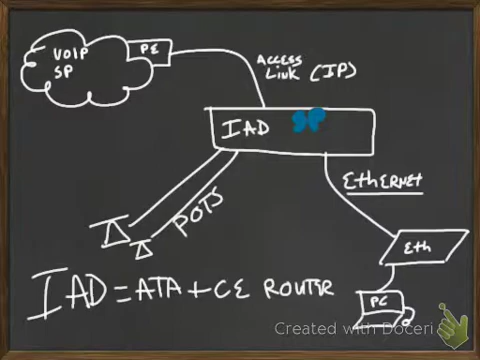 VOIP
SP
PE
ACCESS
LINK (IP)
IAD SP
POTS
EthERNET
Eth
PC
IAD = ATA + CE ROUTER
Created with Doceri